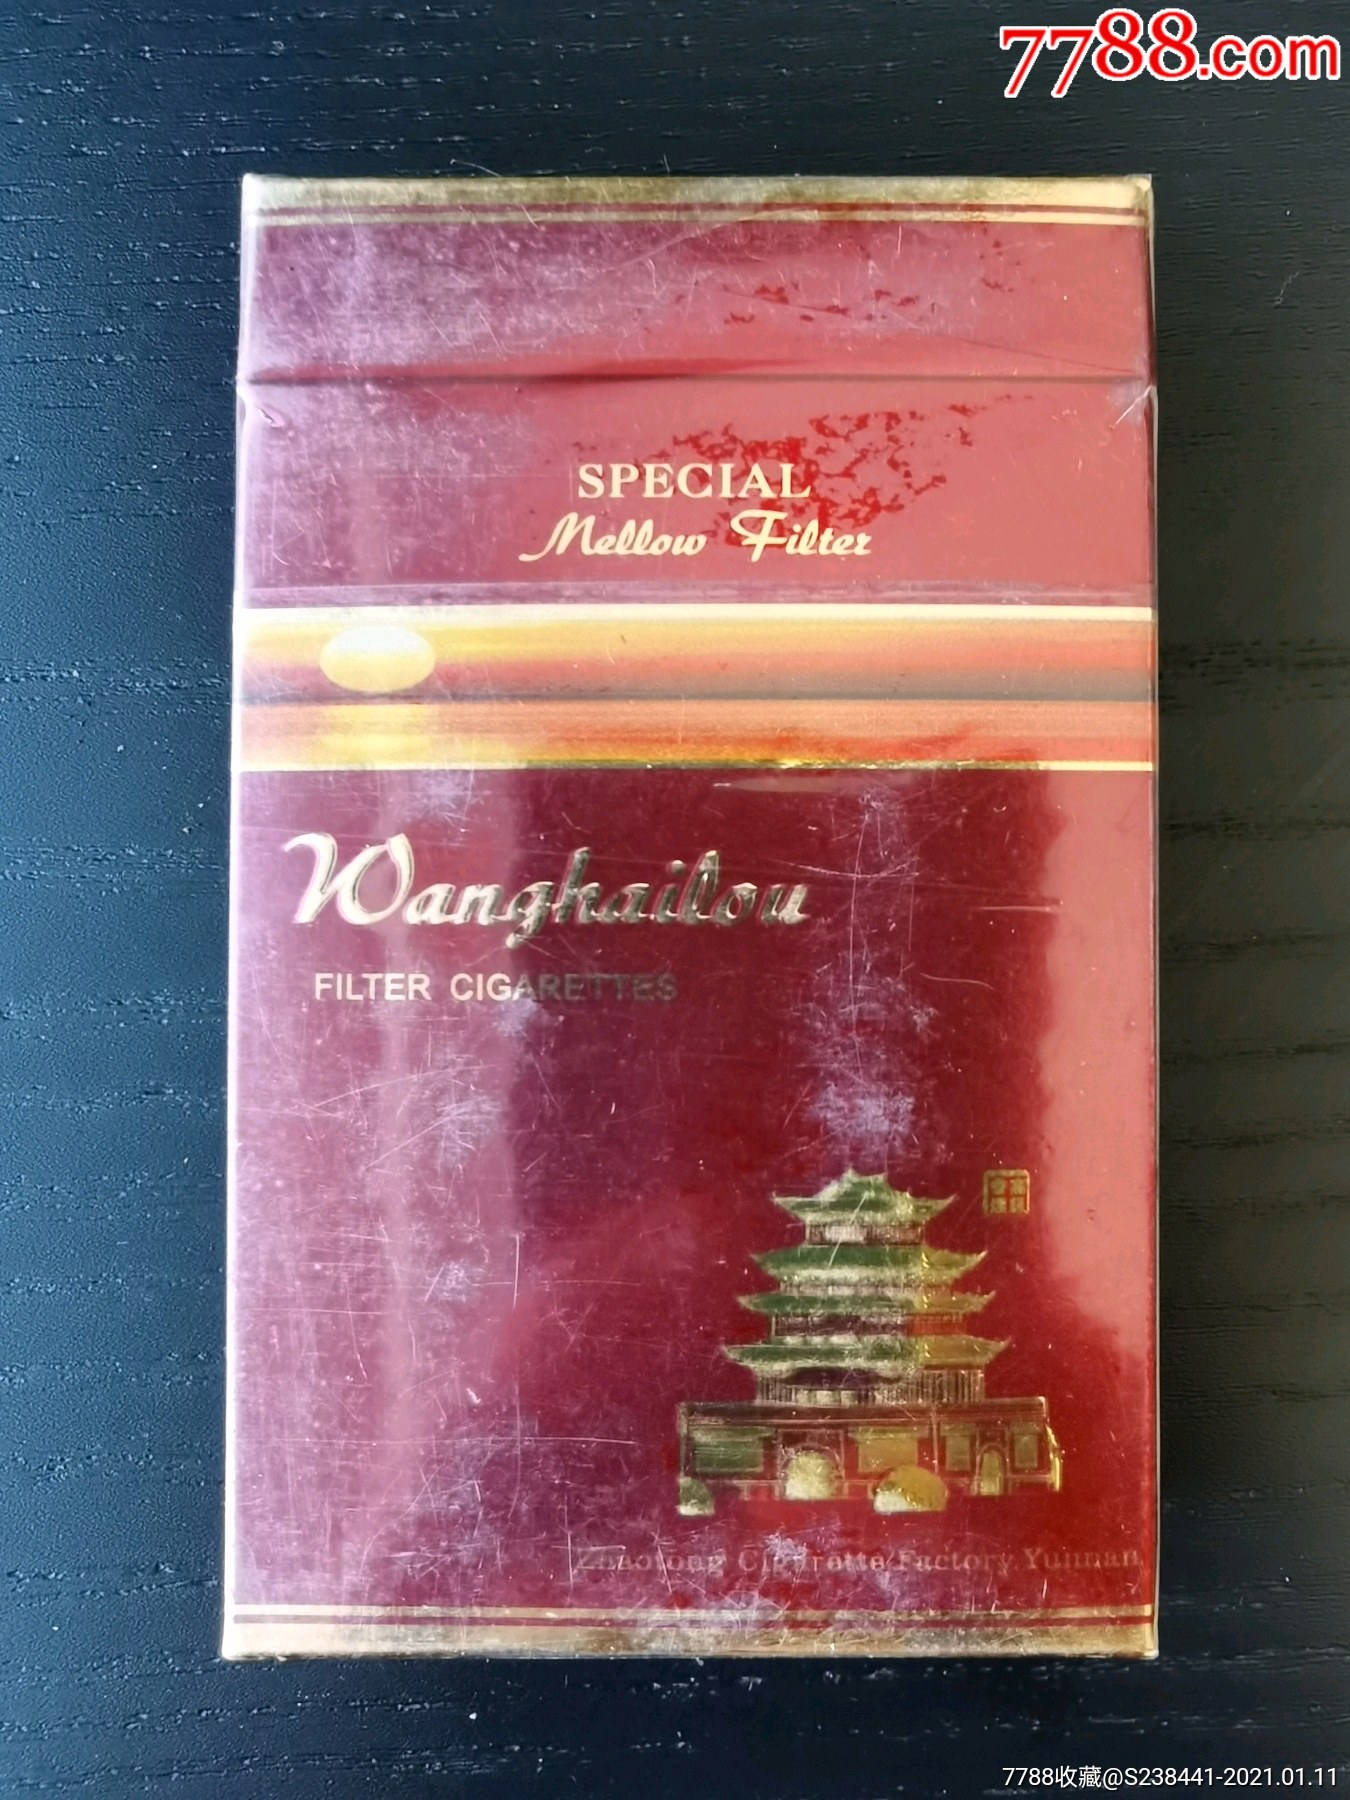 7788.com
SPECIAL
Mellow Filter
Wanghailou
FILTER CIGARETTES
Zhaotong Cigarette Factory.Yunnan
7788收藏@S238441-2021.01.11